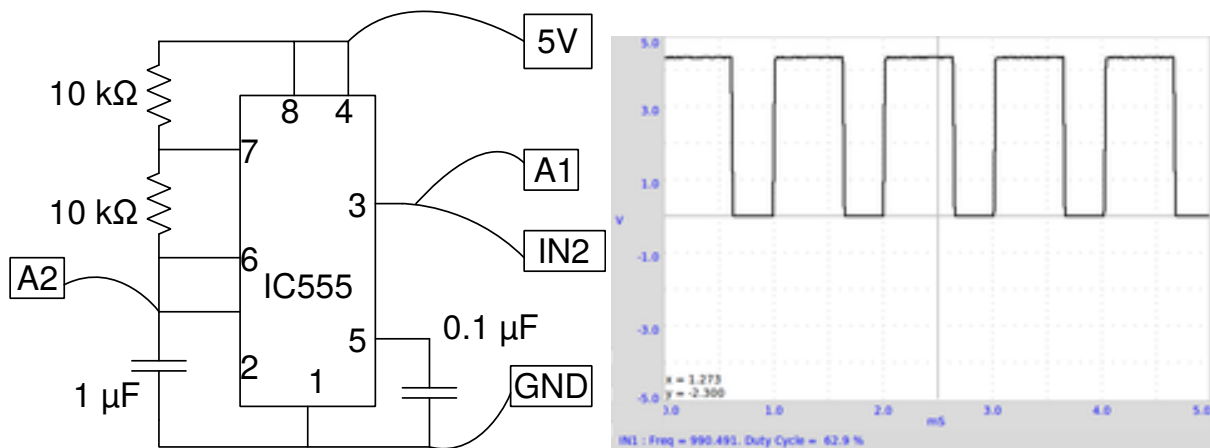 5V
10 kΩ
8
4
7
A1
10 kΩ
3
6
IN2
A2
IC555
0.1 μF
5
2
1
1 μF
GND
5.0
3.0
1.0
V
-1.0
-3.0
x = 1.273
y = -2.300
-5.0
0.0
1.0
2.0
3.0
4.0
5.0
mS
IN1 : Freq = 990.491. Duty Cycle = 62.9 %